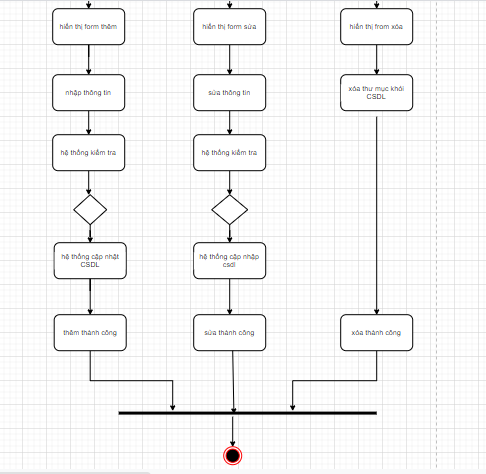 hiển thị form thêm
hiển thị form sửa
hiển thị from xóa
nhập thông tin
sửa thông tin
xóa thư mục khỏi
CSDL
hệ thống kiểm tra
hệ thống kiểm tra
hệ thống cập nhật
CSDL
hệ thống cập nhập
csdl
thêm thành công
sửa thành công
xóa thành công